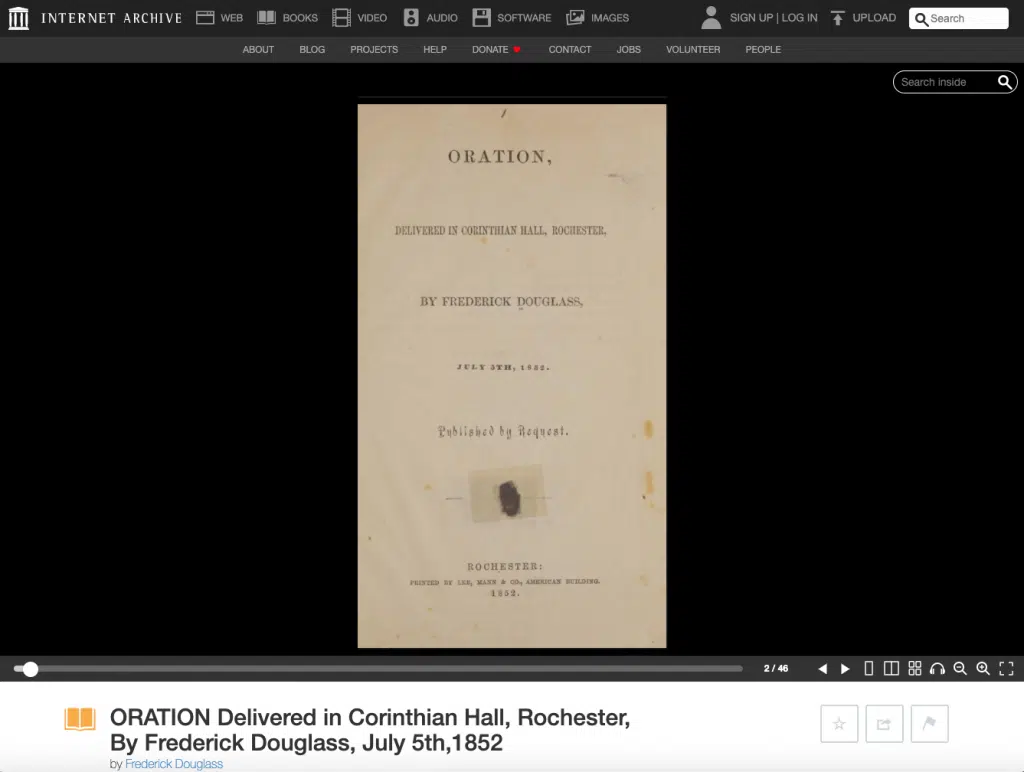 INTERNET ARCHIVE WEB BOOKS VIDEO AUDIO SOFTWARE IMAGES SIGN UP | LOG IN UPLOAD Search
ABOUT BLOG PROJECTS HELP DONATE CONTACT JOBS VOLUNTEER PEOPLE
Search inside
ORATION,
DELIVERED IN CORINTHIAN HALL, ROCHESTER,
BY FREDERICK DOUGLASS,
JULY 5TH, 1852.
Published by Request.
ROCHESTER:
PRINTED BY LEE, MANN & CO., AMERICAN BUILDING.
1852.
2 / 46
ORATION Delivered in Corinthian Hall, Rochester,
By Frederick Douglass, July 5th,1852
by Frederick Douglass